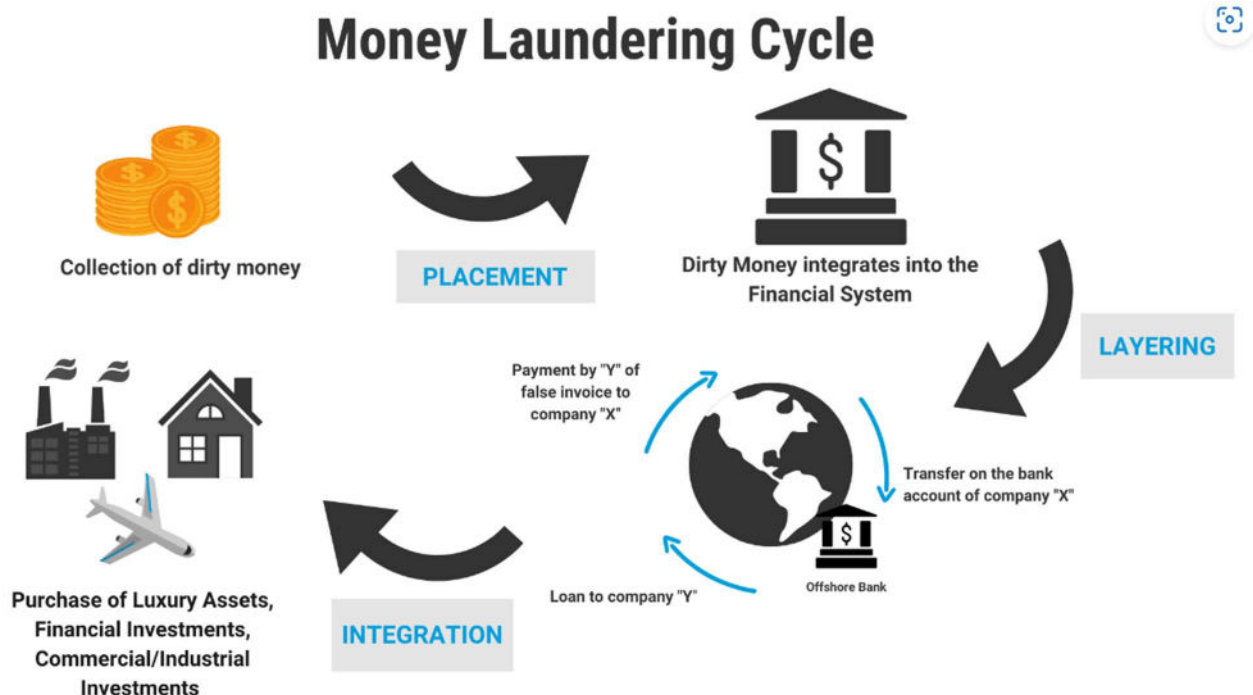 Money Laundering Cycle
Collection of dirty money
PLACEMENT
Dirty Money integrates into the
Financial System
LAYERING
Payment by "Y" of
false invoice to
company "X"
Transfer on the bank
account of company "X"
Offshore Bank
Loan to company "Y"
INTEGRATION
Purchase of Luxury Assets,
Financial Investments,
Commercial/Industrial
Investments